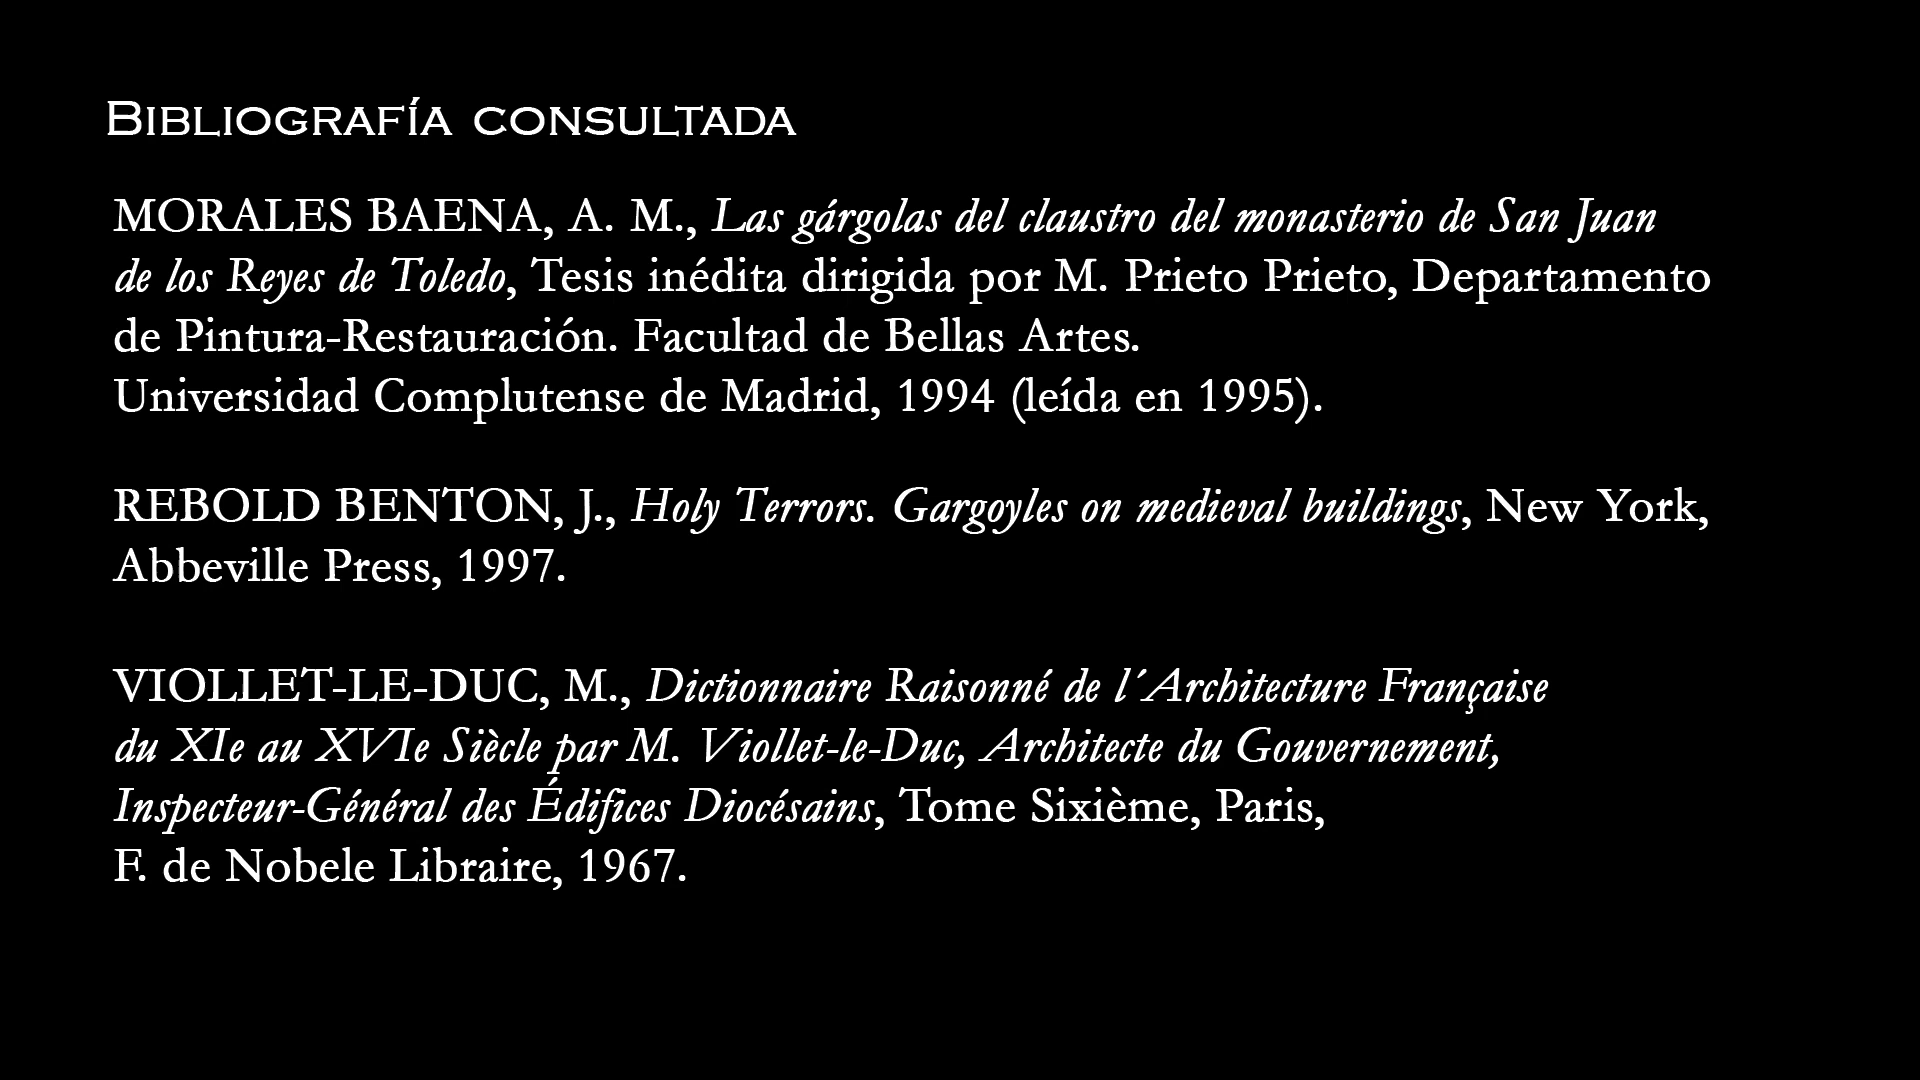 Bibliografía consultada
MORALES BAENA, A. M., Las gárgolas del claustro del monasterio de San Juan
de los Reyes de Toledo, Tesis inédita dirigida por M. Prieto Prieto, Departamento
de Pintura-Restauración. Facultad de Bellas Artes.
Universidad Complutense de Madrid, 1994 (leída en 1995).
REBOLD BENTON, J., Holy Terrors. Gargoyles on medieval buildings, New York,
Abbeville Press, 1997.
VIOLLET-LE-DUC, M., Dictionnaire Raisonné de l´Architecture Française
du XIe au XVIe Siècle par M. Viollet-le-Duc, Architecte du Gouvernement,
Inspecteur-Général des Édifices Diocésains, Tome Sixième, Paris,
F. de Nobele Libraire, 1967.